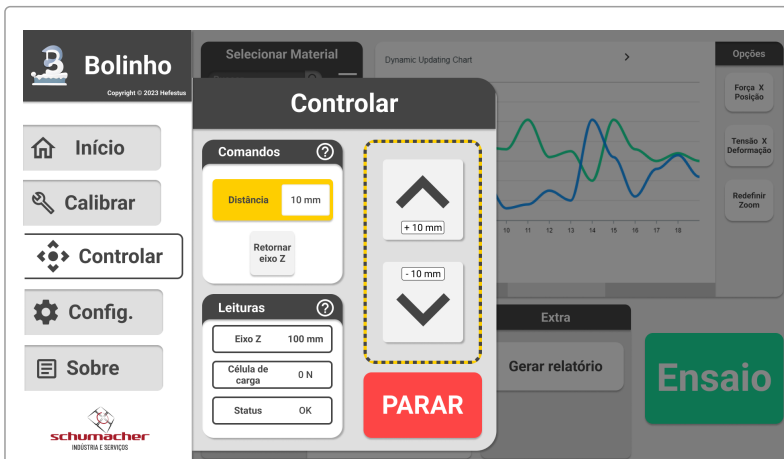 Bolinho
Copyright © 2023 Hefestus
Início
Calibrar
Controlar
Config.
Sobre
schumacher
INDÚSTRIA E SERVIÇOS
Selecionar Material
Controlar
Comandos
Distância 10 mm
Retornar
eixo Z
+ 10 mm
- 10 mm
Leituras
Eixo Z 100 mm
Célula de
carga 0 N
Status OK
PARAR
Dynamic Updating Chart
10 11 12 13 14 15 16 17 18
Opções
Força X
Posição
Tensão X
Deformação
Redefinir
Zoom
Extra
Gerar relatório
Ensaio